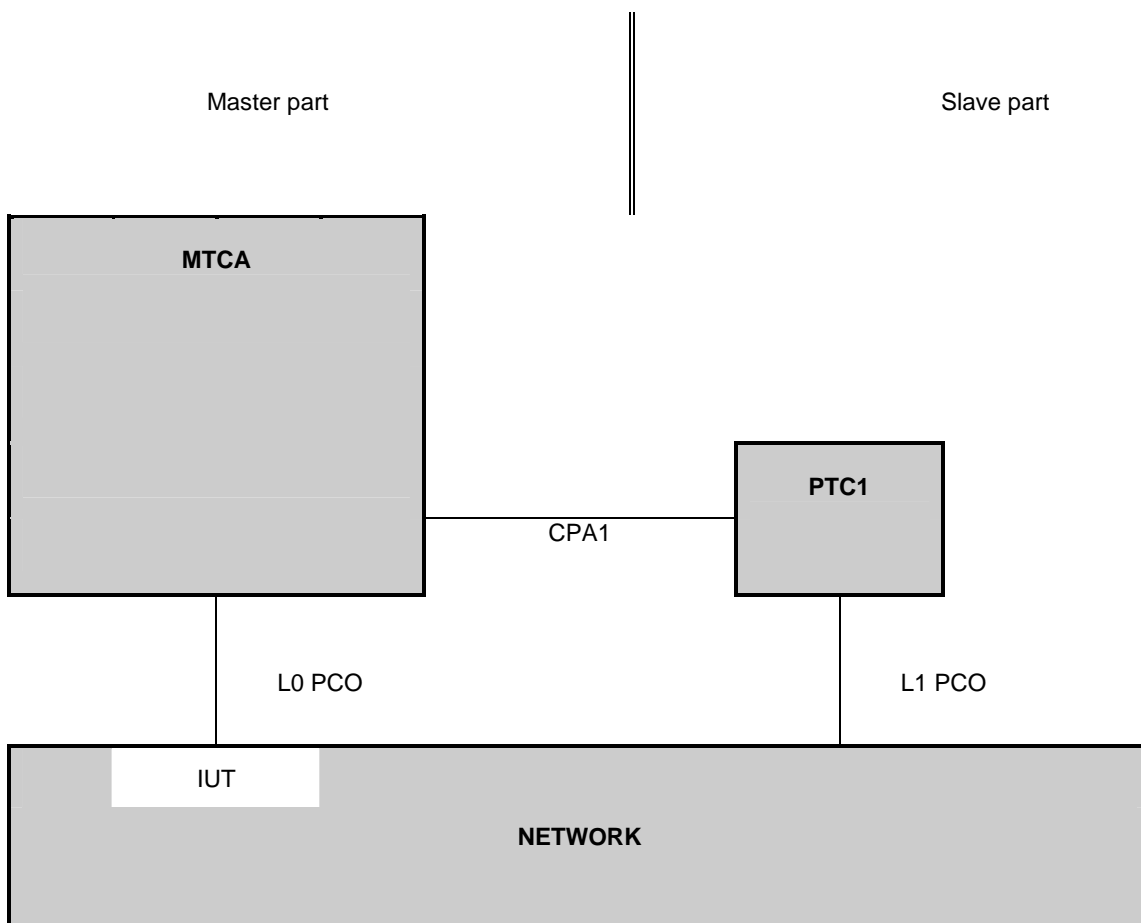 Master part
Slave part
MTCA
PTC1
CPA1
L0 PCO
L1 PCO
IUT
NETWORK